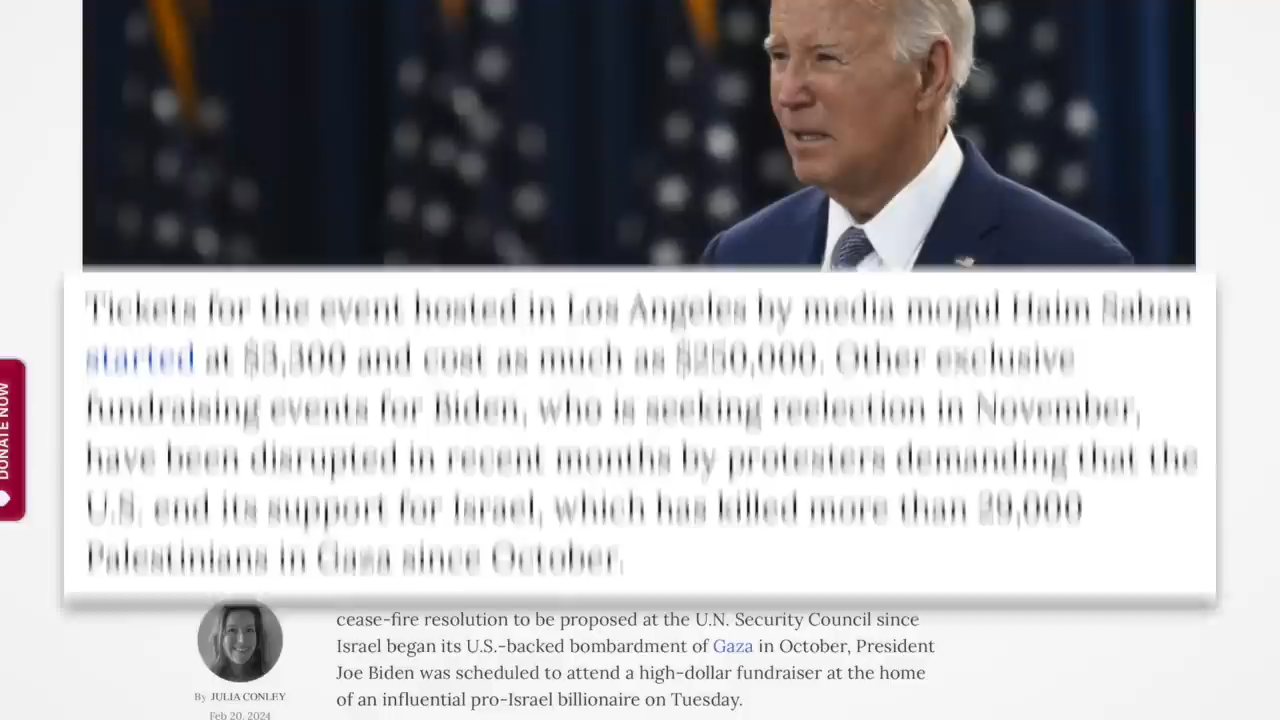 Tickets for the event hosted in Los Angeles by media mogul Haim Saban
started at $3,300 and cost as much as $250,000. Other exclusive
fundraising events for Biden, who is seeking reelection in November,
have been disrupted in recent months by protesters demanding that the
U.S. end its support for Israel, which has killed more than 29,000
Palestinians in Gaza since October.
DONATE NOW
cease-fire resolution to be proposed at the U.N. Security Council since
Israel began its U.S.-backed bombardment of Gaza in October, President
Joe Biden was scheduled to attend a high-dollar fundraiser at the home
of an influential pro-Israel billionaire on Tuesday.
By JULIA CONLEY
Feb 20, 2024